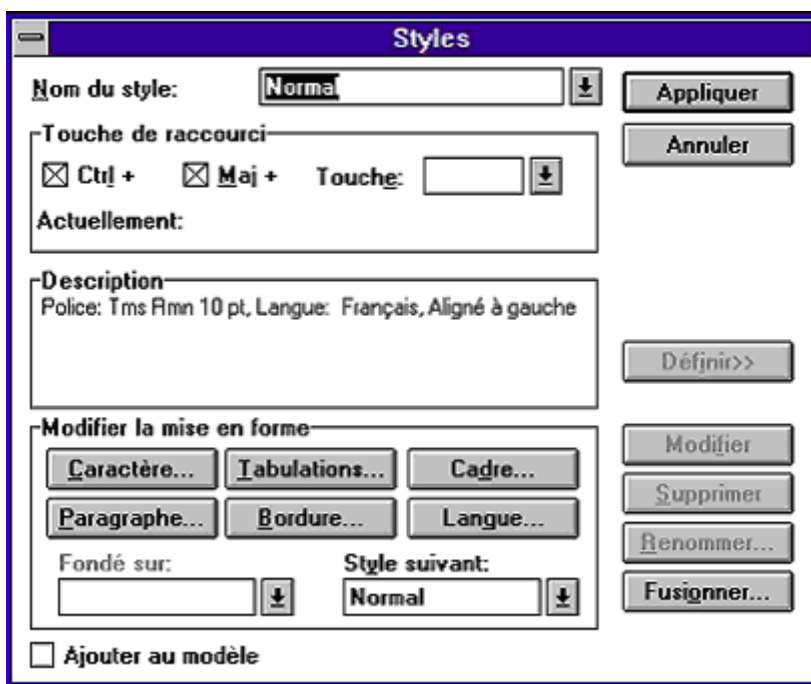 Styles
Nom du style: Normal
Appliquer
Annuler
Touche de raccourci
Ctrl + Maj + Touche:
Actuellement:
Description
Police: Tms Rmn 10 pt, Langue: Français, Aligné à gauche
Définir>>
Modifier la mise en forme
Caractère... Tabulations... Cadre...
Paragraphe... Bordure... Langue...
Fondé sur: Style suivant:
Normal
Modifier
Supprimer
Renommer...
Fusionner...
Ajouter au modèle